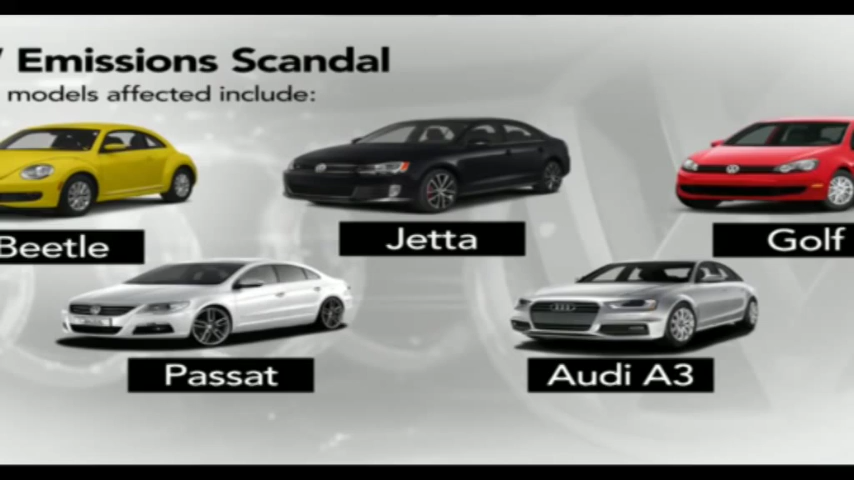 Emissions Scandal
models affected include:
Beetle
Jetta
Golf
Passat
Audi A3